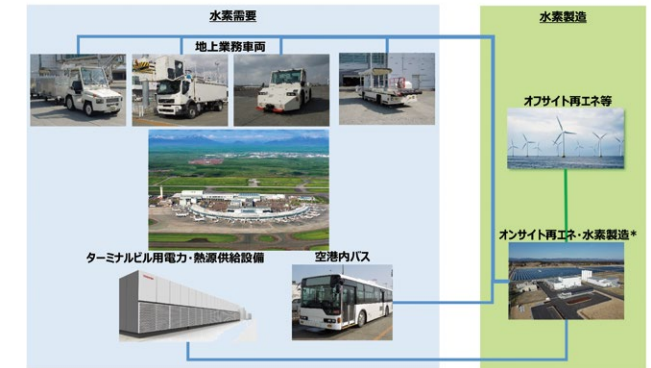 水素需要
水素製造
地上業務車両
オフサイト再エネ等
オンサイト再エネ・水素製造*
ターミナルビル用電力・熱源供給設備
空港内バス